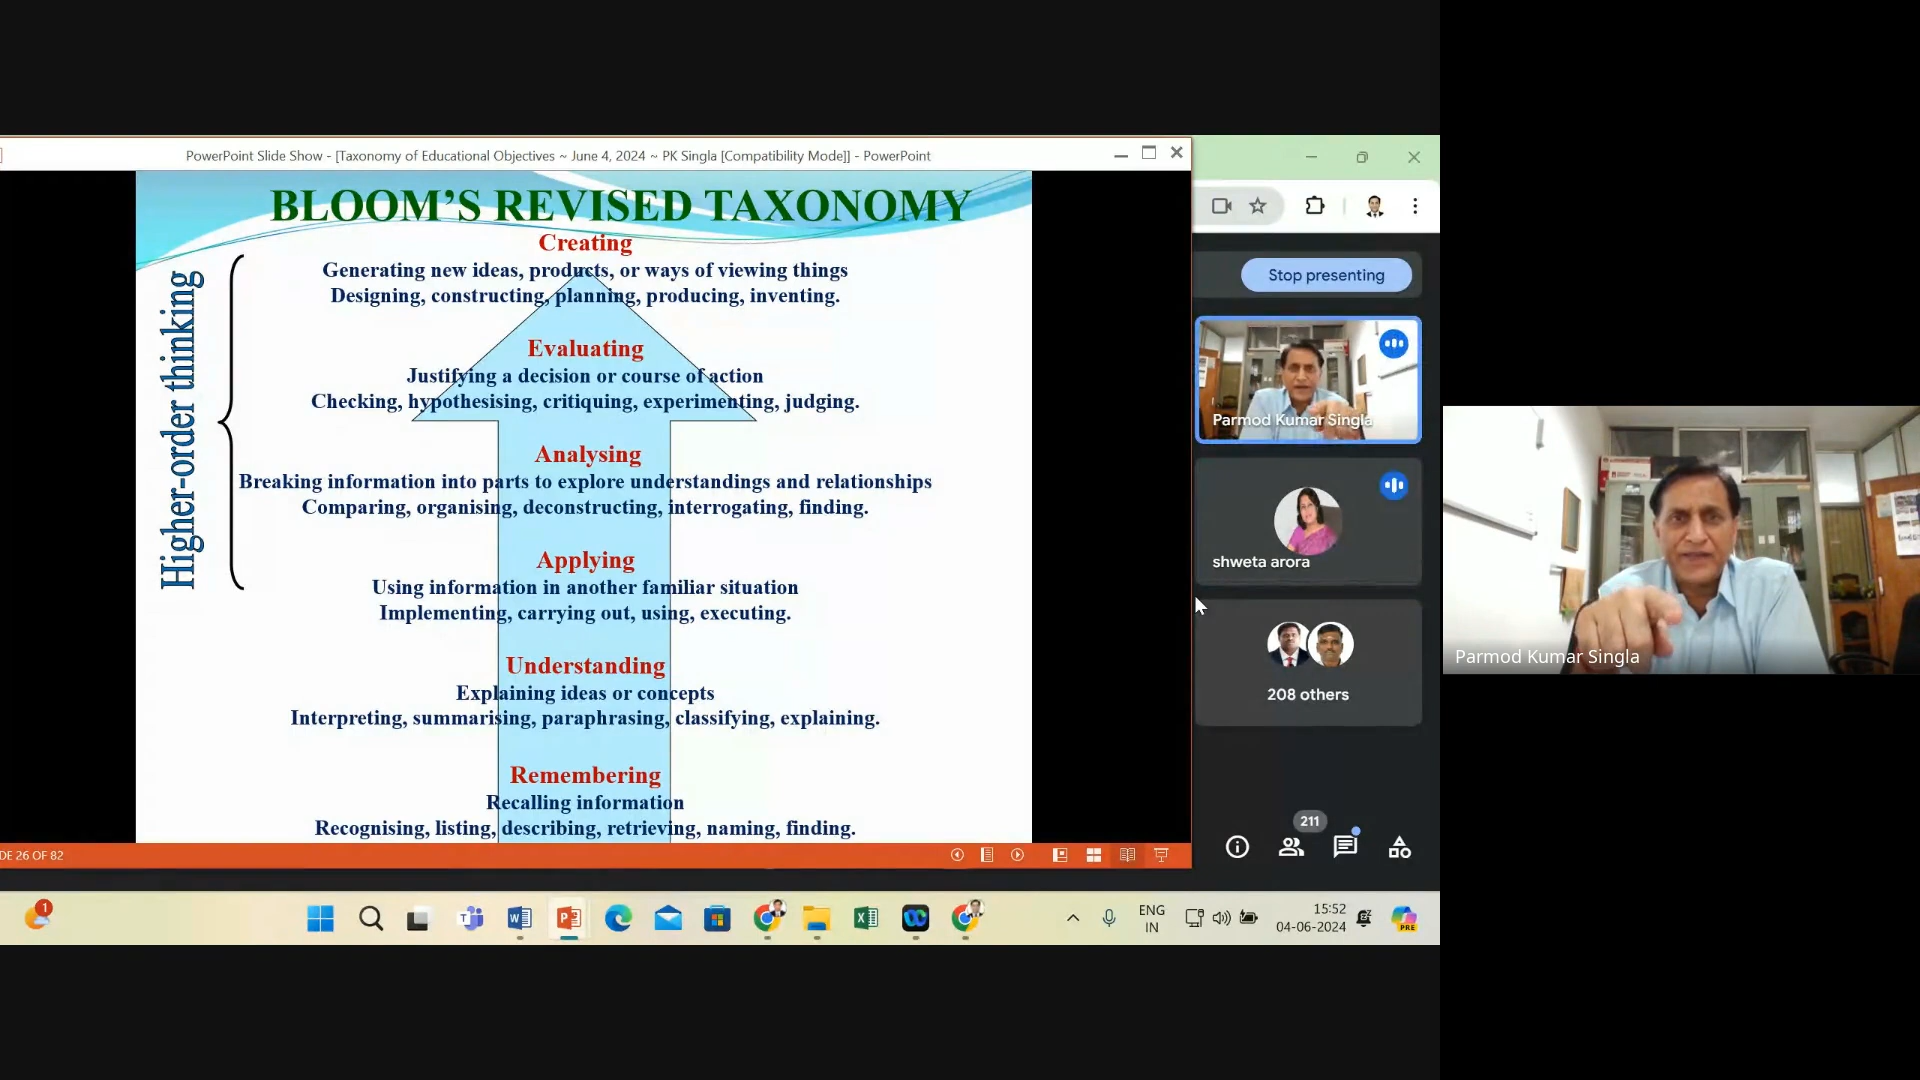 PowerPoint Slide Show - [Taxonomy of Educational Objectives ~ June 4, 2024 ~ PK Singla [Compatibility Mode]] - PowerPoint
BLOOM'S REVISED TAXONOMY
Higher-order thinking
Creating
Generating new ideas, products, or ways of viewing things
Designing, constructing, planning, producing, inventing.
Evaluating
Justifying a decision or course of action
Checking, hypothesising, critiquing, experimenting, judging.
Analysing
Breaking information into parts to explore understandings and relationships
Comparing, organising, deconstructing, interrogating, finding.
Applying
Using information in another familiar situation
Implementing, carrying out, using, executing.
Understanding
Explaining ideas or concepts
Interpreting, summarising, paraphrasing, classifying, explaining.
Remembering
Recalling information
Recognising, listing, describing, retrieving, naming, finding.
DE 26 OF 82
Stop presenting
Parmod Kumar Singla
shweta arora
208 others
211
Parmod Kumar Singla
1
ENG
IN
15:52
04-06-2024
PRE